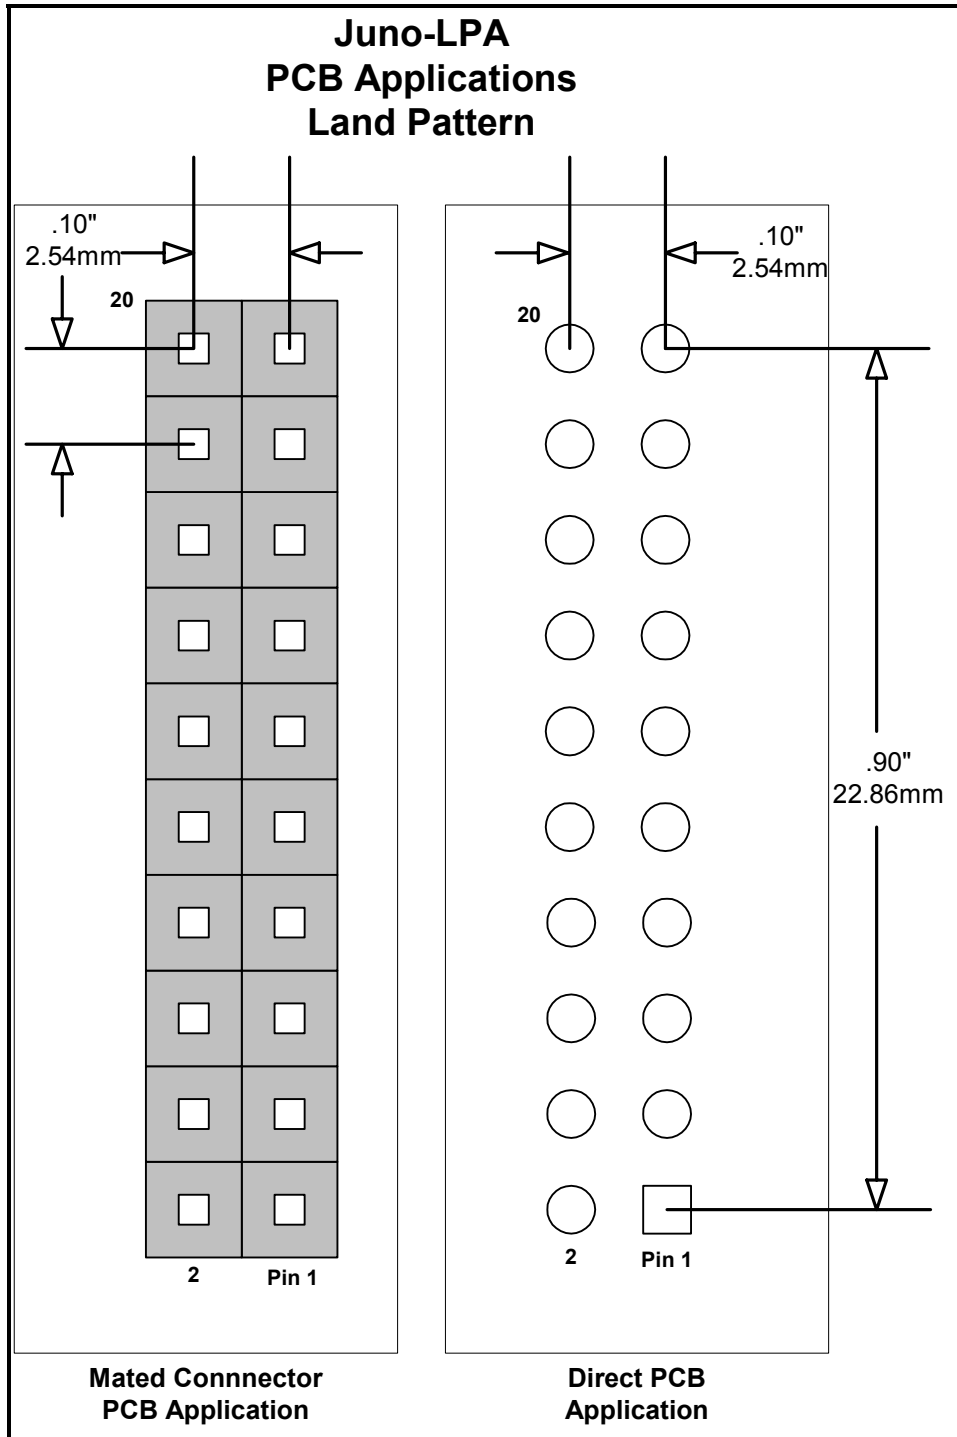 Juno-LPA
PCB Applications
Land Pattern
.10"
2.54mm
20
2
Pin 1
Mated Connnector
PCB Application
.10"
2.54mm
20
.90"
22.86mm
2
Pin 1
Direct PCB
Application